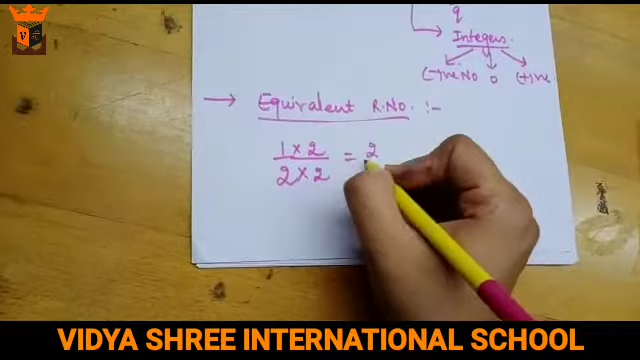 q
Integers.
(-)ve No 0 (+)ve
→ Equivalent R.No. :-
1 × 2 = 2
2 × 2
VIDYA SHREE INTERNATIONAL SCHOOL